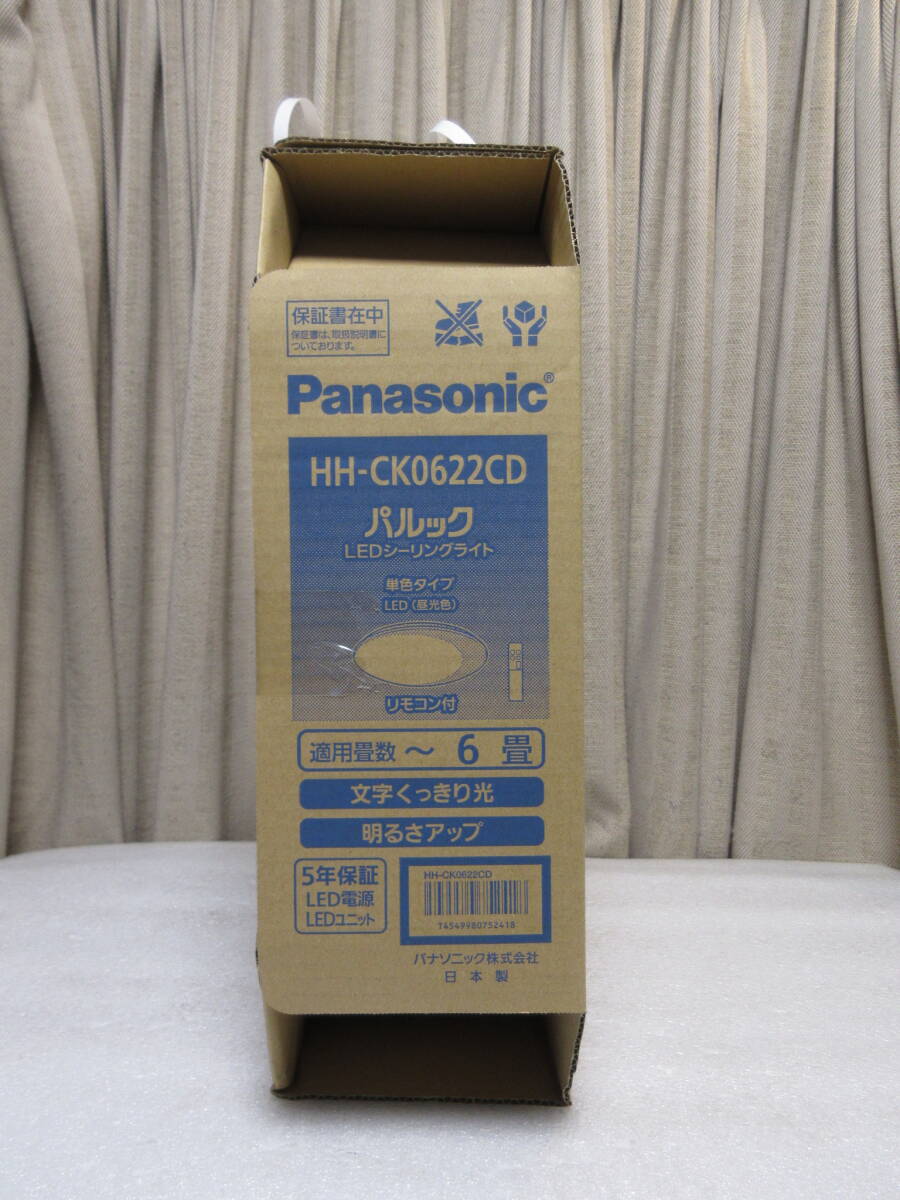 保証書在中
保証書は、取扱説明書に
ついております。
Panasonic®
HH-CK0622CD
パルック
LEDシーリングライト
単色タイプ
LED(昼光色)
リモコン付
適用畳数 ～ 6 畳
文字くっきり光
明るさアップ
5年保証
LED電源
LEDユニット
HH-CK0622CD
T4549980752418
パナソニック株式会社
日本製